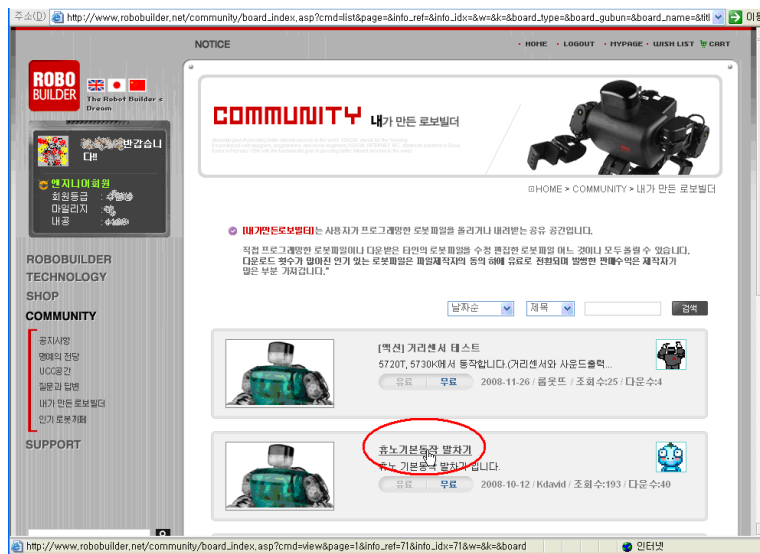 주소(D) http://www.robobuilder.net/community/board_index.asp?cmd=list&page=&info_ref=&info_idx=&w=&k=&board_type=&board_gubun=&board_name=&titl 이동
NOTICE
HOME · LOGOUT · MYPAGE · WISH LIST CART
ROBO
BUILDER
The Robot Builder s
Dream
반갑습니
다!!
엔지니어회원
회원등급 :
마일리지 :
내공 :
COMMUNITY 내가 만든 로보빌더
HOME > COMMUNITY > 내가 만든 로보빌더
[내가만든로보빌더]는 사용자가 프로그래밍한 로봇파일을 올리거나 내려받는 공유 공간입니다.
직접 프로그래밍한 로봇파일이나 다운받은 타인의 로봇파일을 수정 편집한 로봇파일 어느 것이나 모두 올릴 수 있습니다.
다운로드 횟수가 많아진 인기 있는 로봇파일은 파일제작자의 동의 하에 유료로 전환되며 발생한 판매수익은 제작자가
많은 부분 가져갑니다."
ROBOBUILDER
TECHNOLOGY
SHOP
COMMUNITY
공지사항
명예의 전당
UCC공간
질문과 답변
내가 만든 로보빌더
인기 로봇 카페
SUPPORT
날짜순 제목 검색
[액션] 거리센서 테스트
5720T, 5730K에서 동작합니다.(거리센서와 사운드출력...
유료 무료 2008-11-26 / 롭웃뜨 / 조회수:25 / 다운수:4
휴노기본동작 발차기
휴노 기본동작 발차기 입니다.
유료 무료 2008-10-12 / Kdavid / 조회수:193 / 다운수:40
http://www.robobuilder.net/community/board_index.asp?cmd=view&page=1&info_ref=71&info_idx=71&w=&k=&board 인터넷